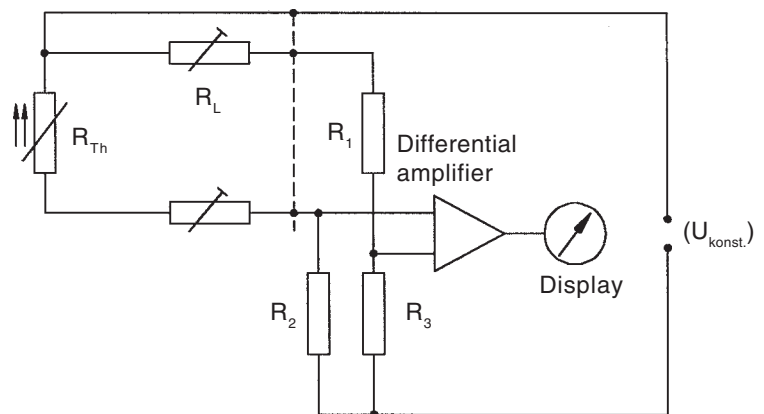 R_L
R_Th
R_1
Differential
amplifier
(U_konst.)
Display
R_2
R_3